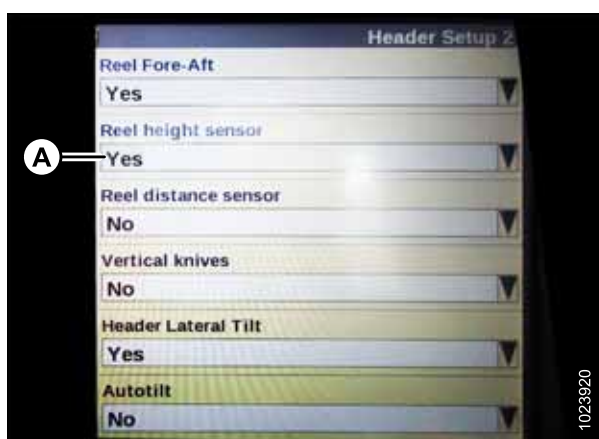 Header Setup 2
Reel Fore-Aft
Yes
Reel height sensor
A
Yes
Reel distance sensor
No
Vertical knives
No
Header Lateral Tilt
Yes
Autotilt
No
1023920